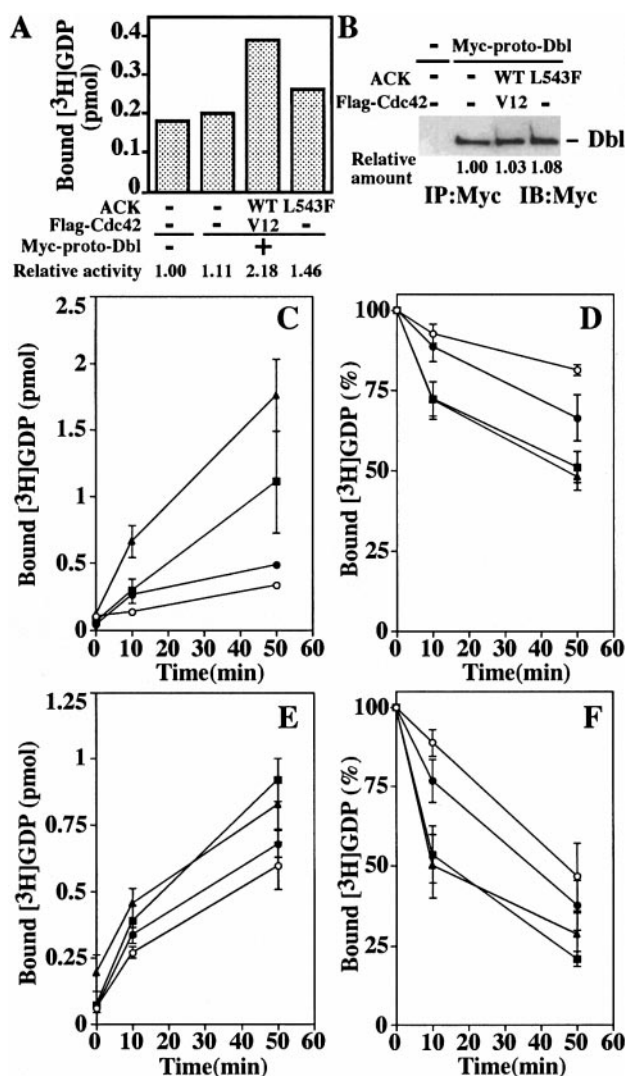 A
Bound [³H]GDP
(pmol)
0.4
0.2
0
ACK - - WT L543F
Flag-Cdc42 - - V12 -
Myc-proto-Dbl - +
Relative activity 1.00 1.11 2.18 1.46
B
- Myc-proto-Dbl
ACK - - WT L543F
Flag-Cdc42 - - V12 -
– Dbl
Relative amount 1.00 1.03 1.08
IP:Myc IB:Myc
C
Bound [³H]GDP (pmol)
2.5
2
1.5
1
0.5
0
0 10 20 30 40 50 60
Time(min)
D
Bound [³H]GDP (%)
100
75
50
25
0
0 10 20 30 40 50 60
Time(min)
E
Bound [³H]GDP (pmol)
1.25
1
0.75
0.5
0.25
0
0 10 20 30 40 50 60
Time(min)
F
Bound [³H]GDP (%)
100
75
50
25
0
0 10 20 30 40 50 60
Time(min)